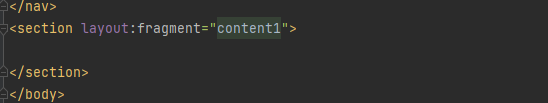 </nav>
<section layout:fragment="content1">
</section>
</body>